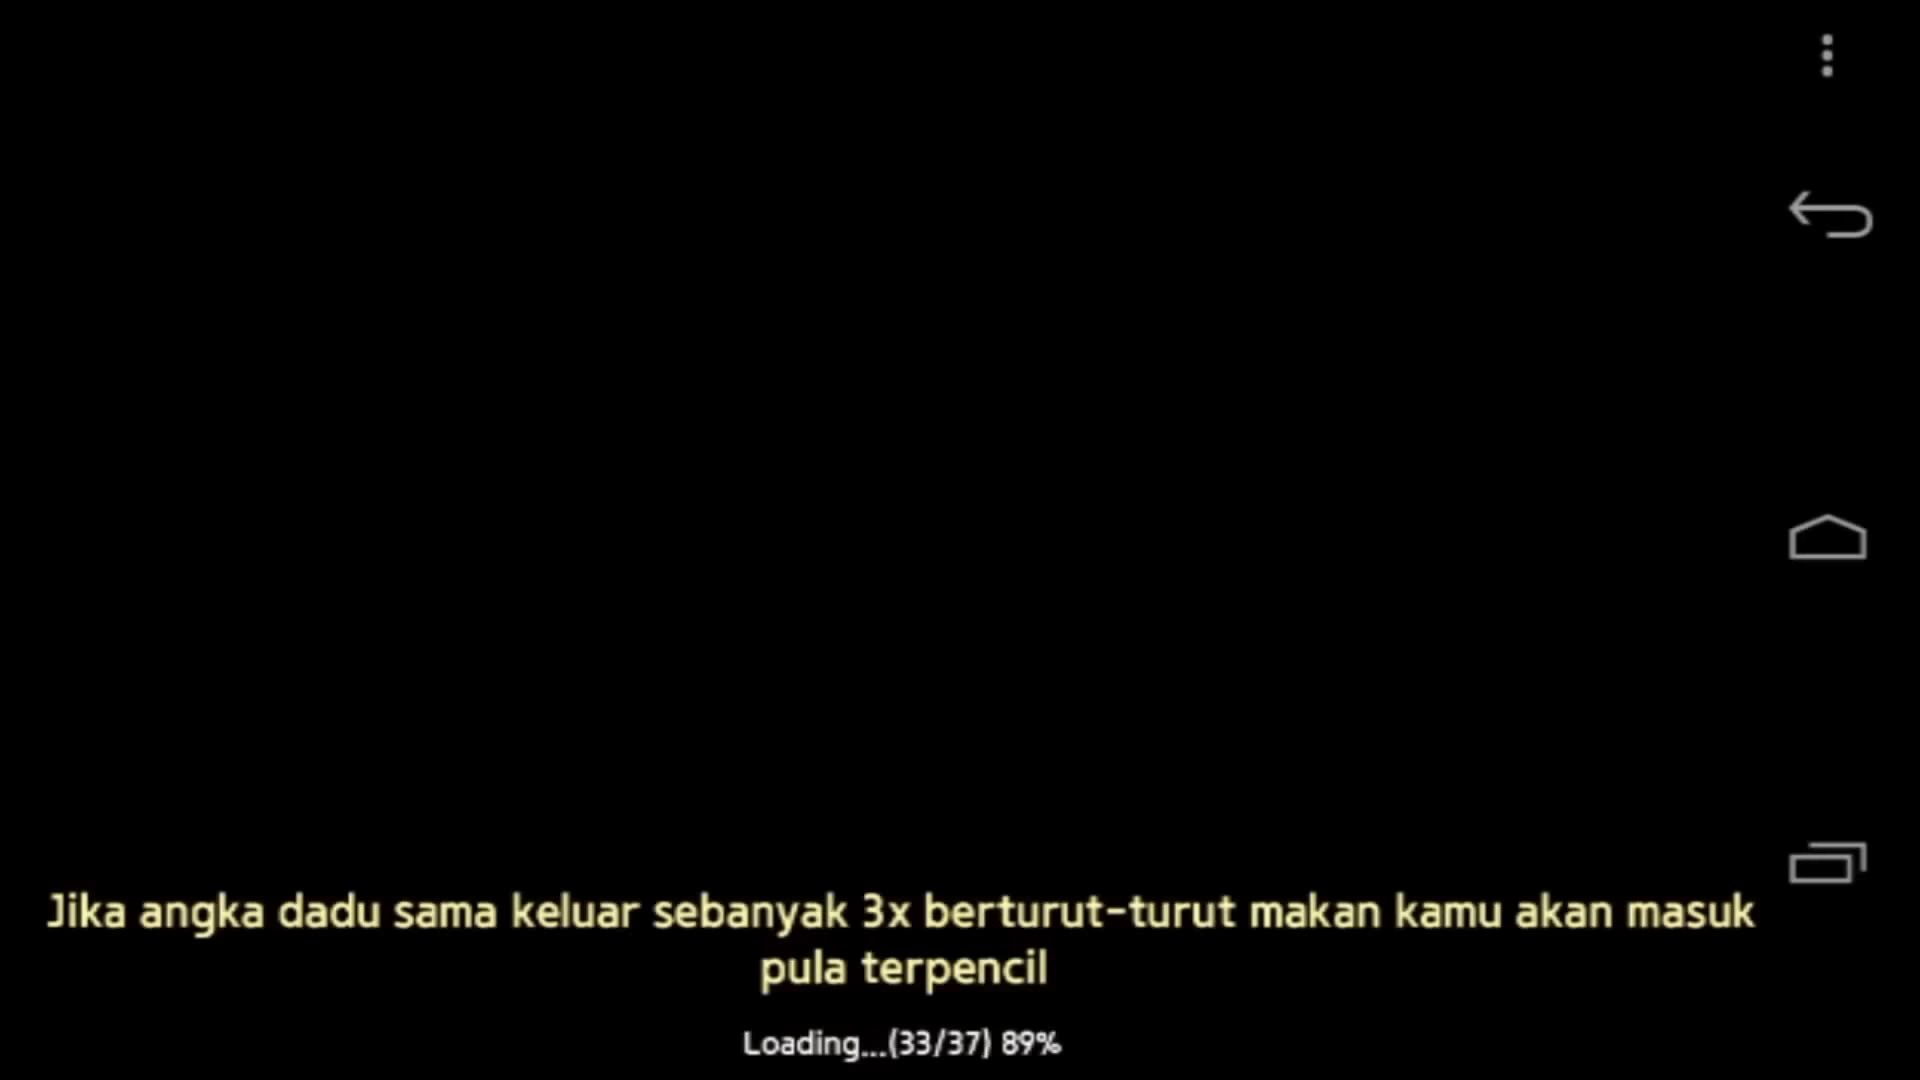 Jika angka dadu sama keluar sebanyak 3x berturut-turut makan kamu akan masuk
pula terpencil
Loading...(33/37) 89%